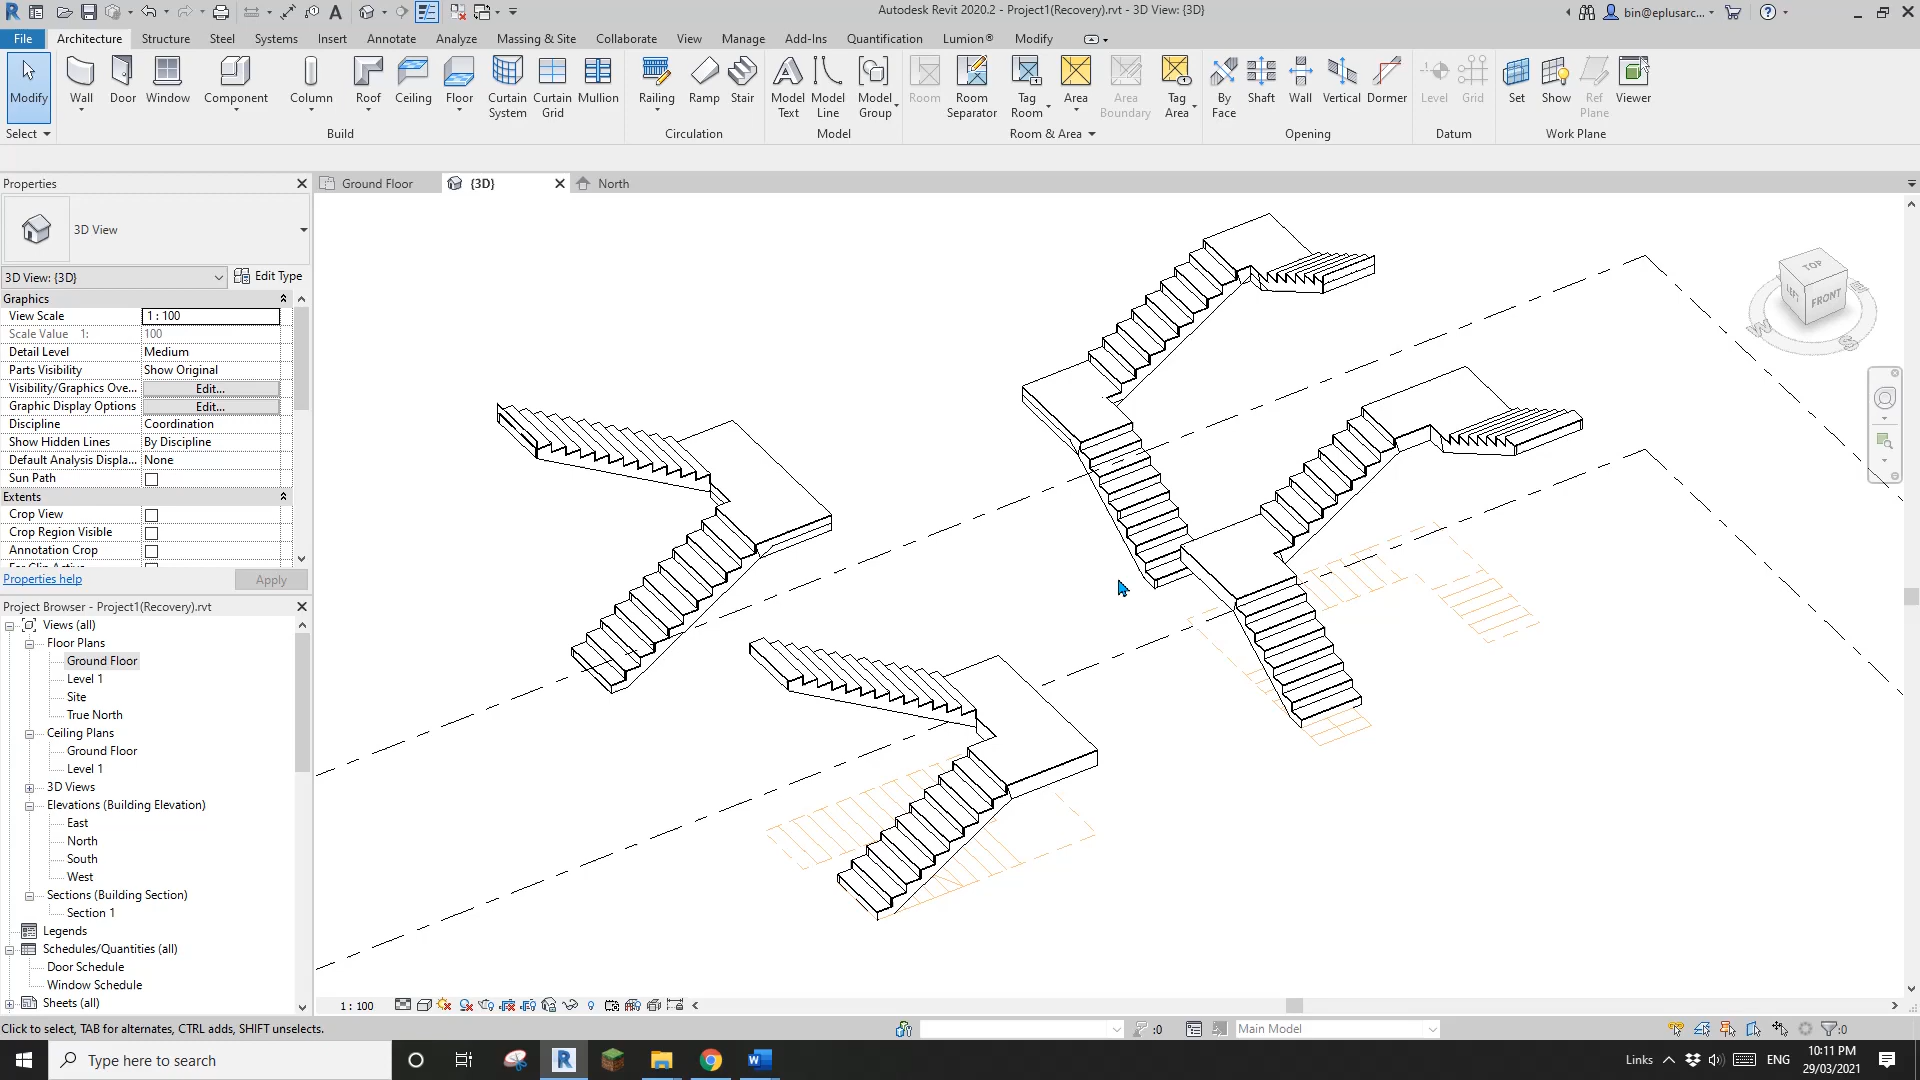 Autodesk Revit 2020.2 - Project1(Recovery).rvt - 3D View: {3D}
bin@eplusarc...
File
Architecture
Structure
Steel
Systems
Insert
Annotate
Analyze
Massing & Site
Collaborate
View
Manage
Add-Ins
Quantification
Lumion®
Modify
Modify
Wall
Door
Window
Component
Column
Roof
Ceiling
Floor
Curtain
System
Curtain
Grid
Mullion
Railing
Ramp
Stair
Model
Text
Model
Line
Model
Group
Room
Room
Separator
Tag
Room
Area
Area
Boundary
Tag
Area
By
Face
Shaft
Wall
Vertical
Dormer
Level
Grid
Set
Show
Ref
Plane
Viewer
Select
Build
Circulation
Model
Room & Area
Opening
Datum
Work Plane
Properties
3D View
3D View: {3D}
Edit Type
Graphics
View Scale 1 : 100
Scale Value 1: 100
Detail Level Medium
Parts Visibility Show Original
Visibility/Graphics Ove... Edit...
Graphic Display Options Edit...
Discipline Coordination
Show Hidden Lines By Discipline
Default Analysis Displa... None
Sun Path
Extents
Crop View
Crop Region Visible
Annotation Crop
Properties help
Apply
Project Browser - Project1(Recovery).rvt
Views (all)
Floor Plans
Ground Floor
Level 1
Site
True North
Ceiling Plans
Ground Floor
Level 1
3D Views
Elevations (Building Elevation)
East
North
South
West
Sections (Building Section)
Section 1
Legends
Schedules/Quantities (all)
Door Schedule
Window Schedule
Sheets (all)
Ground Floor
{3D}
North
TOP
LEFT
FRONT
W
S
1 : 100
Click to select, TAB for alternates, CTRL adds, SHIFT unselects.
:0
Main Model
:0
Type here to search
Links
ENG
10:11 PM
29/03/2021